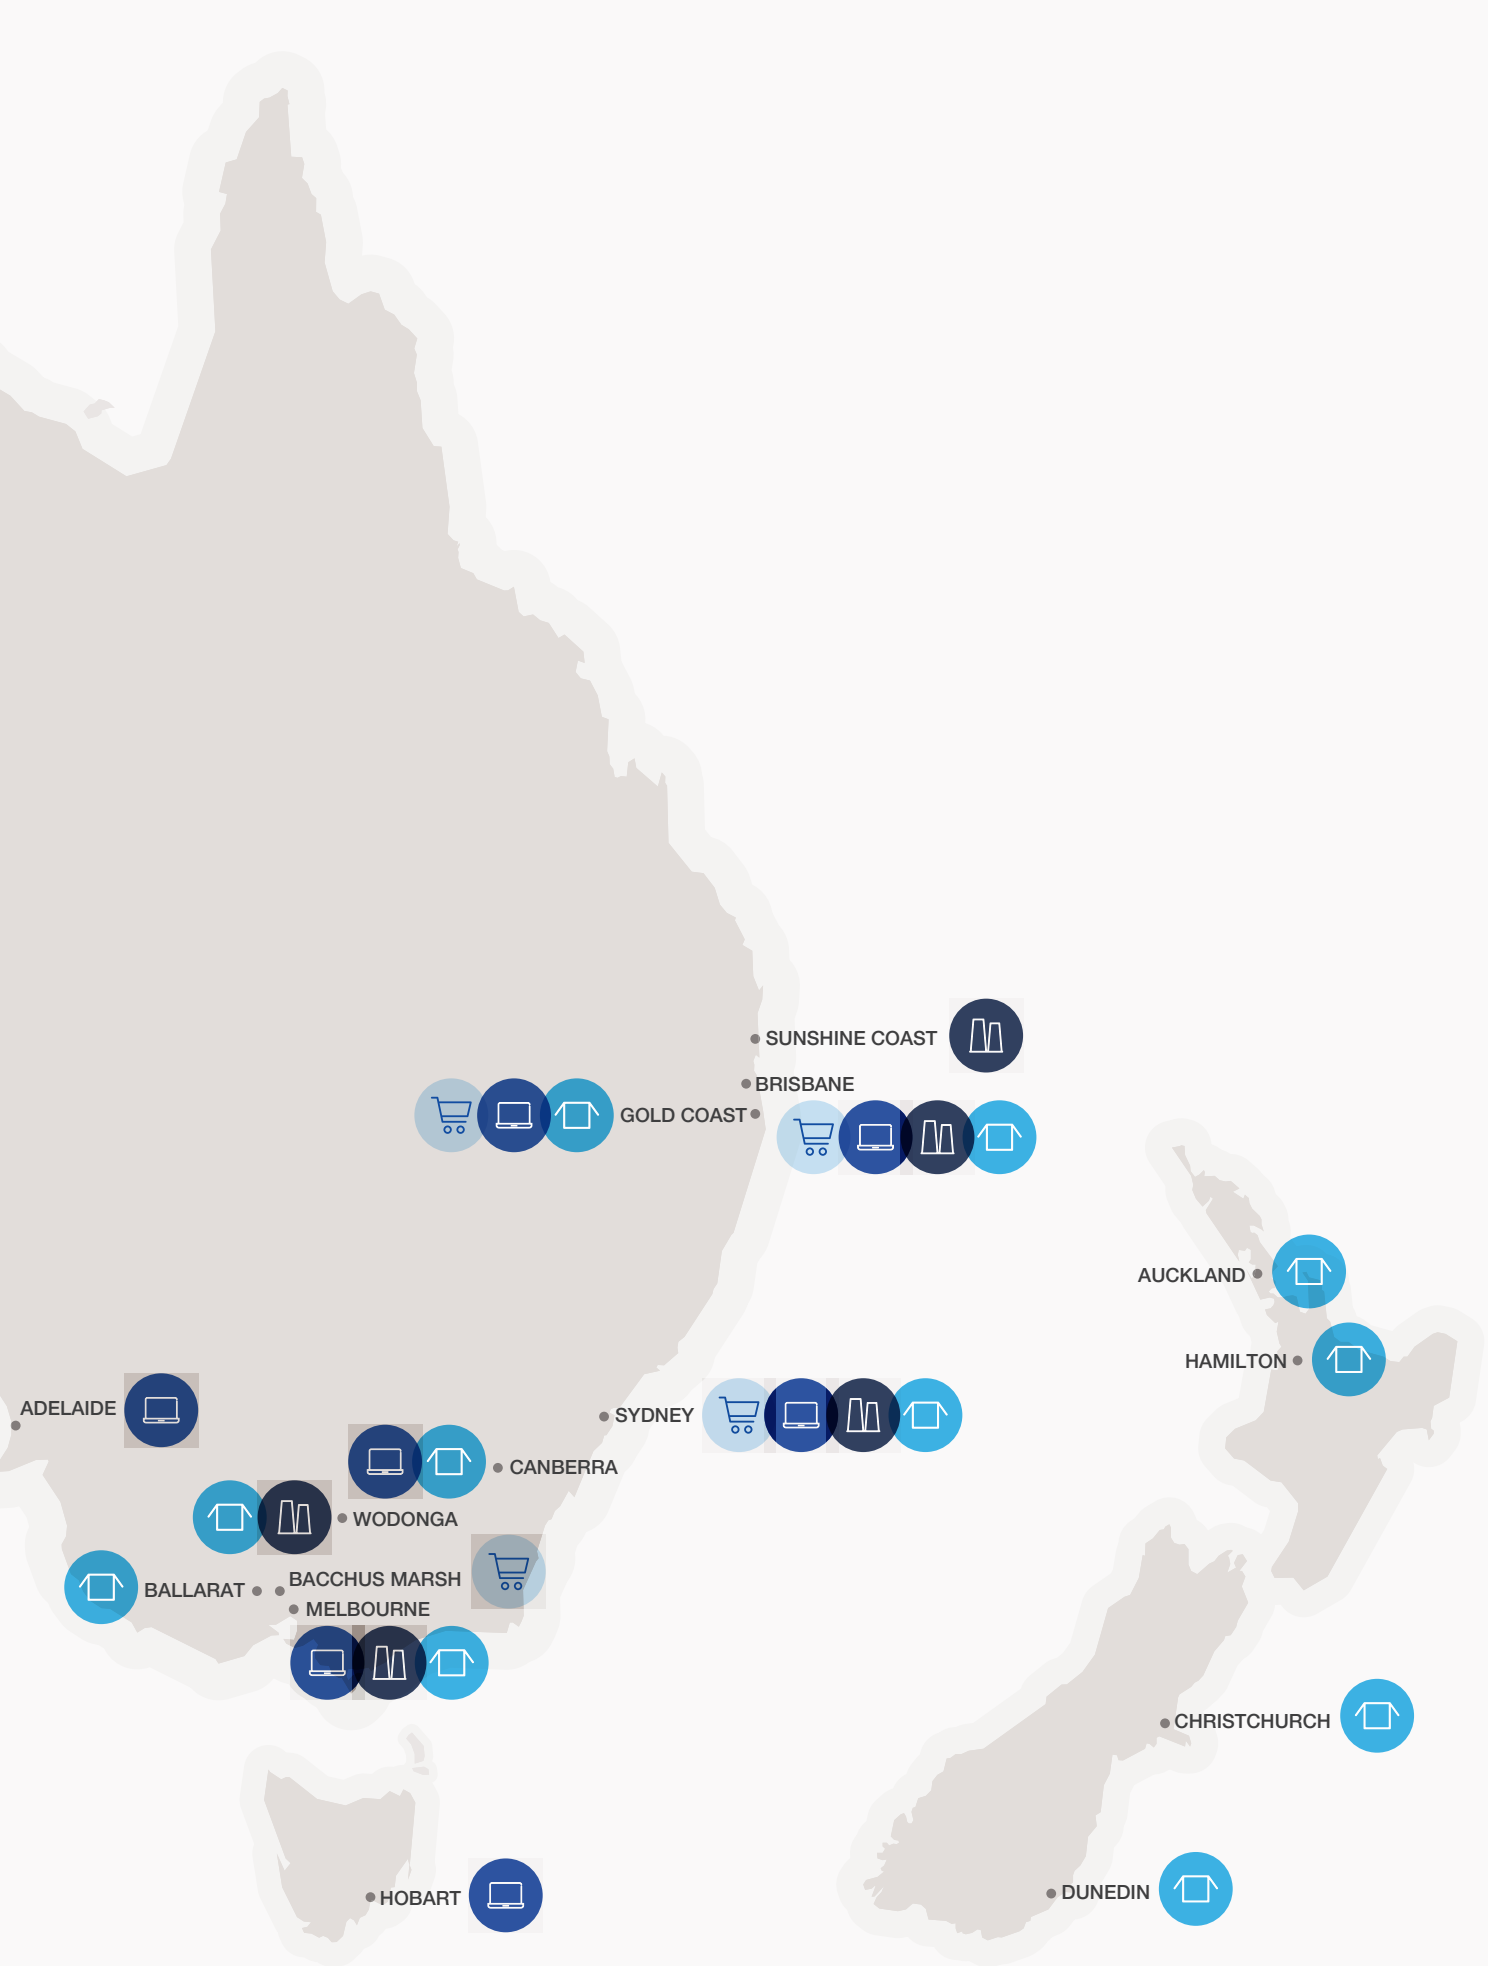 SUNSHINE COAST
BRISBANE
GOLD COAST
AUCKLAND
HAMILTON
ADELAIDE
SYDNEY
CANBERRA
WODONGA
BACCHUS MARSH
BALLARAT
MELBOURNE
CHRISTCHURCH
DUNEDIN
HOBART